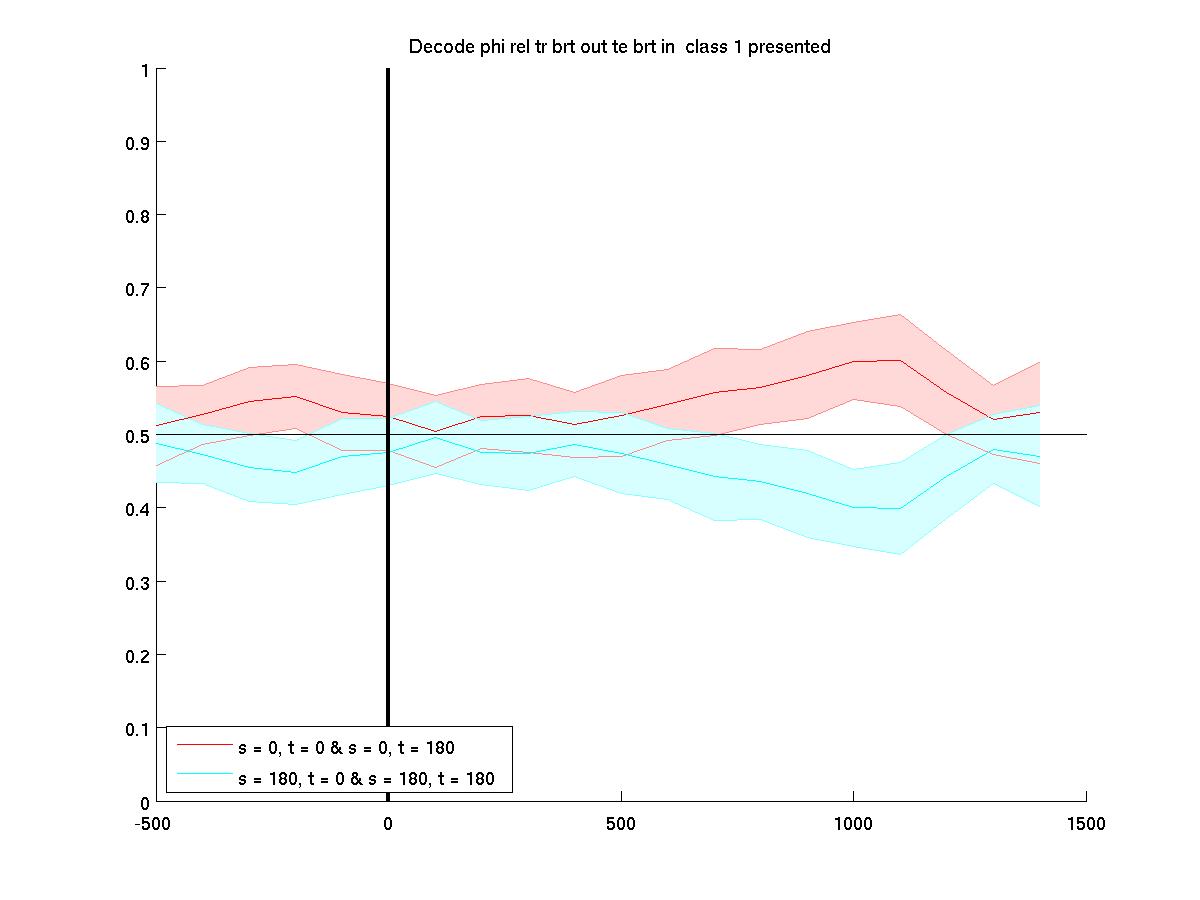 Decode phi rel tr brt out te brt in  class 1 presented
1
0.9
0.8
0.7
0.6
0.5
0.4
0.3
0.2
0.1
0
s = 0, t = 0 & s = 0, t = 180
s = 180, t = 0 & s = 180, t = 180
-500 0 500 1000 1500